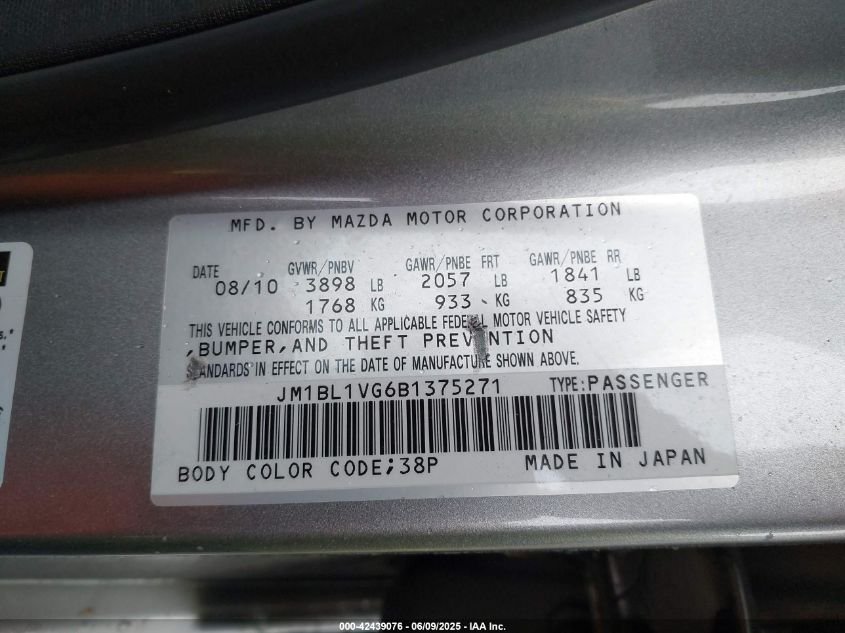 MFD. BY MAZDA MOTOR CORPORATION
DATE GVWR/PNBV GAWR/PNBE FRT GAWR/PNBE RR
08/10 3898 LB 2057 LB 1841 LB
1768 KG 933 KG 835 KG
THIS VEHICLE CONFORMS TO ALL APPLICABLE FEDERAL MOTOR VEHICLE SAFETY
,BUMPER,AND THEFT PREVENTION
STANDARDS IN EFFECT ON THE DATE OF MANUFACTURE SHOWN ABOVE.
JM1BL1VG6B1375271 TYPE:PASSENGER
BODY COLOR CODE;38P MADE IN JAPAN
000-42439076 - 06/09/2025 - IAA Inc.